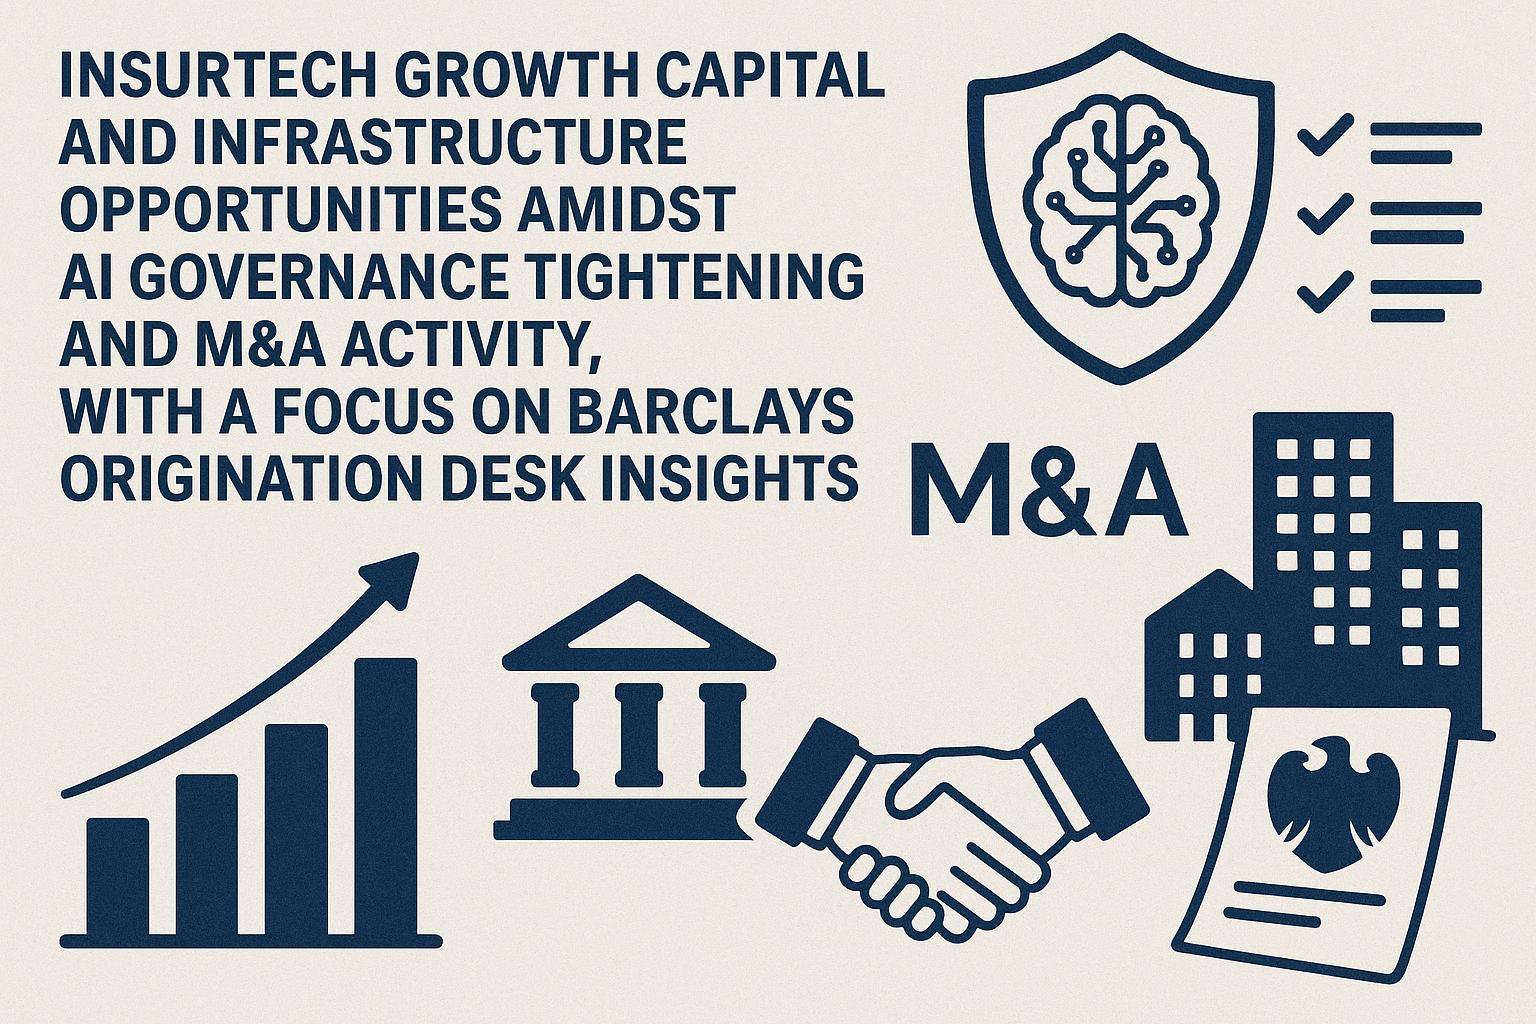 INSURTECH GROWTH CAPITAL
AND INFRASTRUCTURE
OPPORTUNITIES AMIDST
AI GOVERNANCE TIGHTENING
AND M&A ACTIVITY,
WITH A FOCUS ON BARCLAYS
ORIGINATION DESK INSIGHTS
M&A